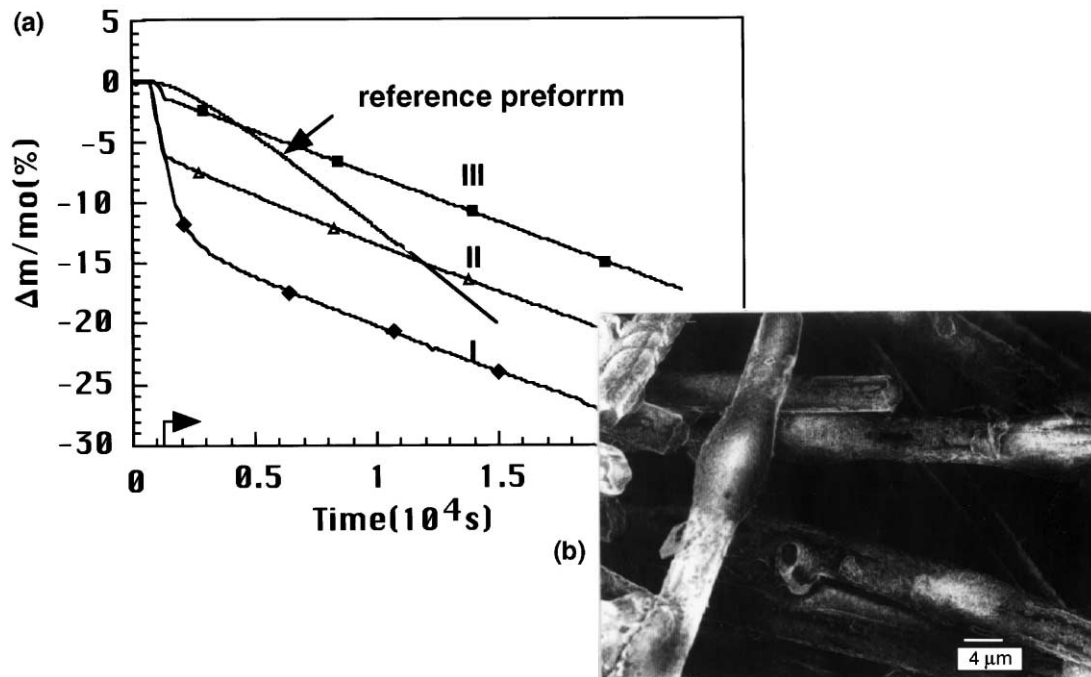 (a)
5
0
-5
-10
-15
-20
-25
-30
Δm/mo(%)
reference preforrm
III
II
I
0
0.5
1
1.5
Time(10⁴s)
(b)
4 μm